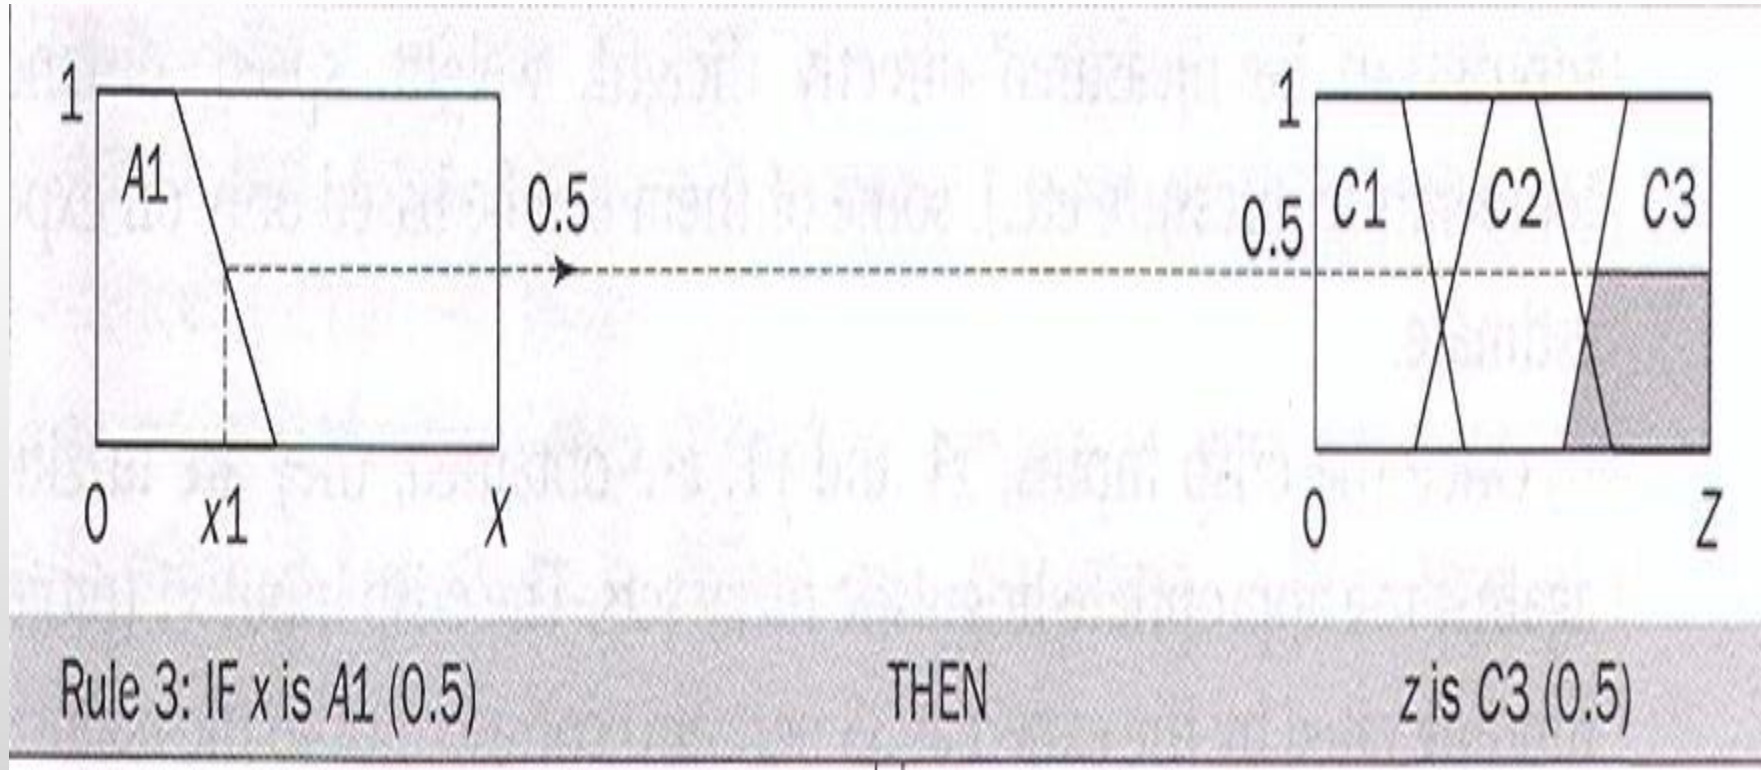 1
A1
0.5
0 x1 X
1
0.5
C1 C2 C3
0 Z
Rule 3: IF x is A1 (0.5) THEN z is C3 (0.5)